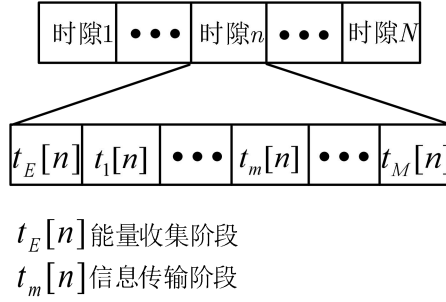 时隙1 ••• 时隙n ••• 时隙N
t_E[n] t_1[n] ••• t_m[n] ••• t_M[n]
t_E[n]能量收集阶段
t_m[n]信息传输阶段